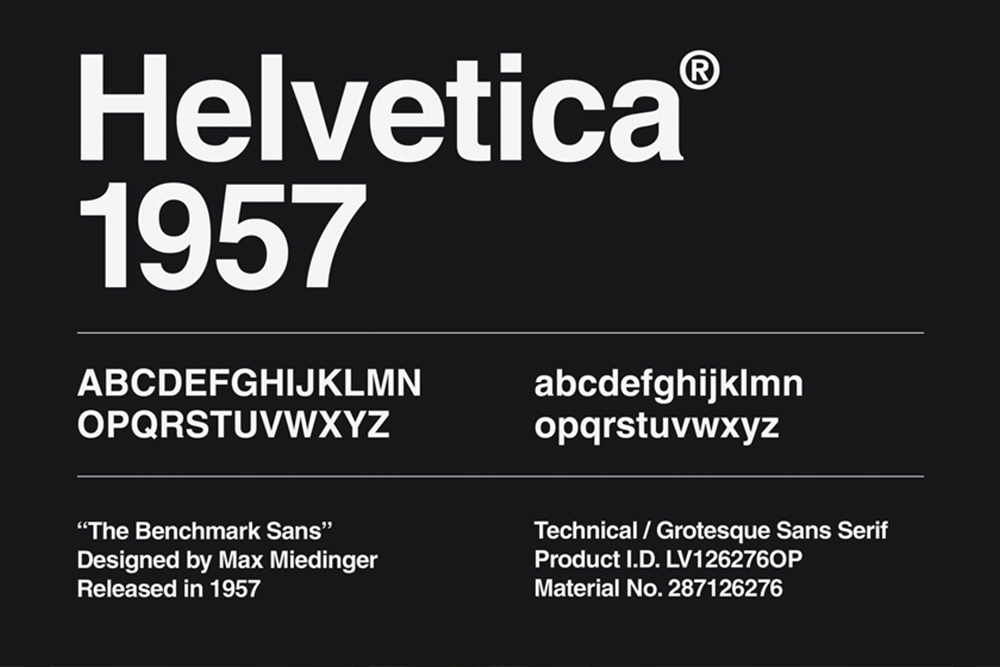 Helvetica®
1957
ABCDEFGHIJKLMN
OPQRSTUVWXYZ
abcdefghijklmn
opqrstuvwxyz
“The Benchmark Sans”
Designed by Max Miedinger
Released in 1957
Technical / Grotesque Sans Serif
Product I.D. LV126276OP
Material No. 287126276